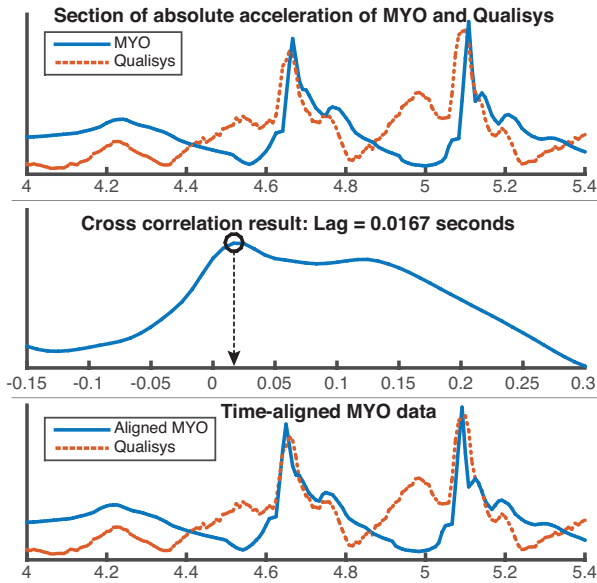 Section of absolute acceleration of MYO and Qualisys
MYO
Qualisys
4 4.2 4.4 4.6 4.8 5 5.2 5.4
Cross correlation result: Lag = 0.0167 seconds
-0.15 -0.1 -0.05 0 0.05 0.1 0.0150 0.2 0.25 0.3
Time-aligned MYO data
Aligned MYO
Qualisys
4 4.2 4.4 4.6 4.8 5 5.2 5.4